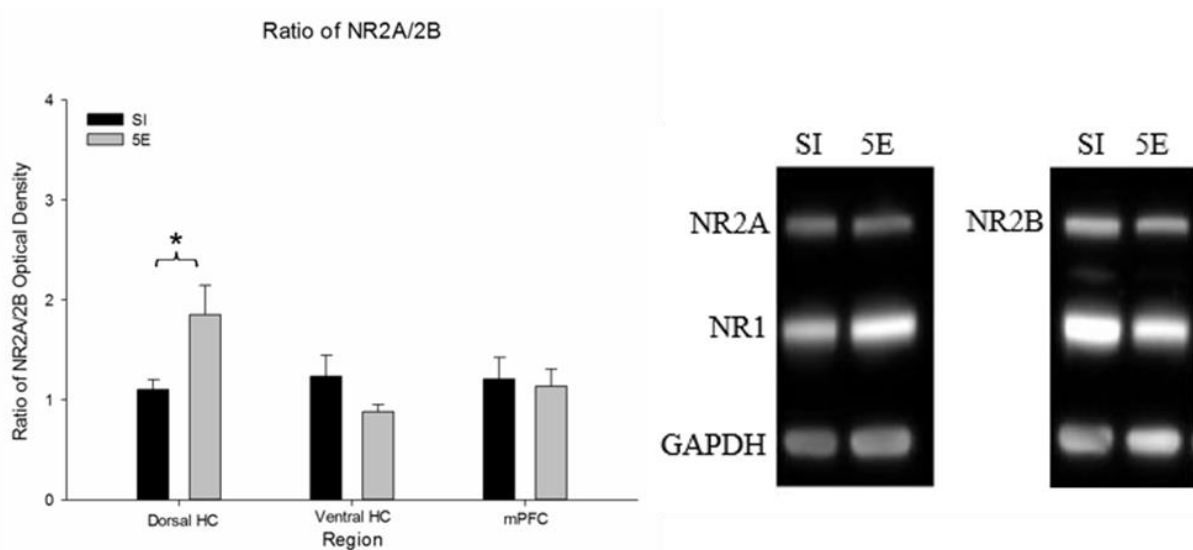 Ratio of NR2A/2B
Ratio of NR2A/2B Optical Density
4
3
2
1
0
SI
5E
*
Dorsal HC
Ventral HC
mPFC
Region
SI 5E
NR2A
NR1
GAPDH
SI 5E
NR2B